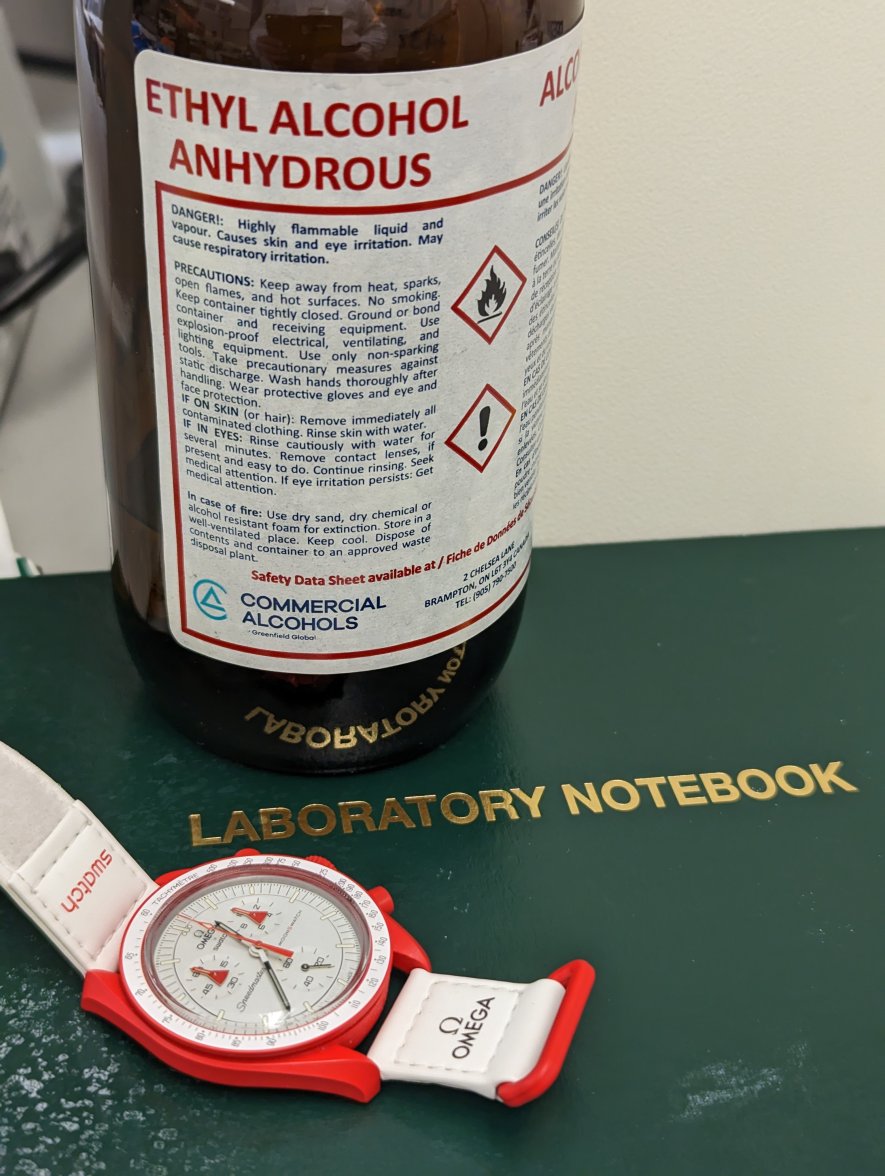 ETHYL ALCOHOL
ANHYDROUS
DANGER!: Highly flammable liquid and
vapour. Causes skin and eye irritation. May
cause respiratory irritation.
PRECAUTIONS: Keep away from heat, sparks,
open flames, and hot surfaces. No smoking.
Keep container tightly closed. Ground or bond
container and receiving equipment. Use
explosion-proof electrical, ventilating, and
lighting equipment. Use only non-sparking
tools. Take precautionary measures against
static discharge. Wash hands thoroughly after
handling. Wear protective gloves and eye and
face protection.
IF ON SKIN (or hair): Remove immediately all
contaminated clothing. Rinse skin with water.
IF IN EYES: Rinse cautiously with water for
several minutes. Remove contact lenses, if
present and easy to do. Continue rinsing. Seek
medical attention. If eye irritation persists: Get
medical attention.
In case of fire: Use dry sand, dry chemical or
alcohol resistant foam for extinction. Store in a
well-ventilated place. Keep cool. Dispose of
contents and container to an approved waste
disposal plant.
Safety Data Sheet available at / Fiche de Données de
COMMERCIAL
ALCOHOLS
Greenfield Global
2 CHELSEA LANE
BRAMPTON, ON L6T 3Y4
TEL: (905) 790-7500
ALCO
DANGER!
LABORATORY NOTEBOOK
swatch
TACHYMÈTRE
Ω
OMEGA
Speedmaster
Ω
OMEGA